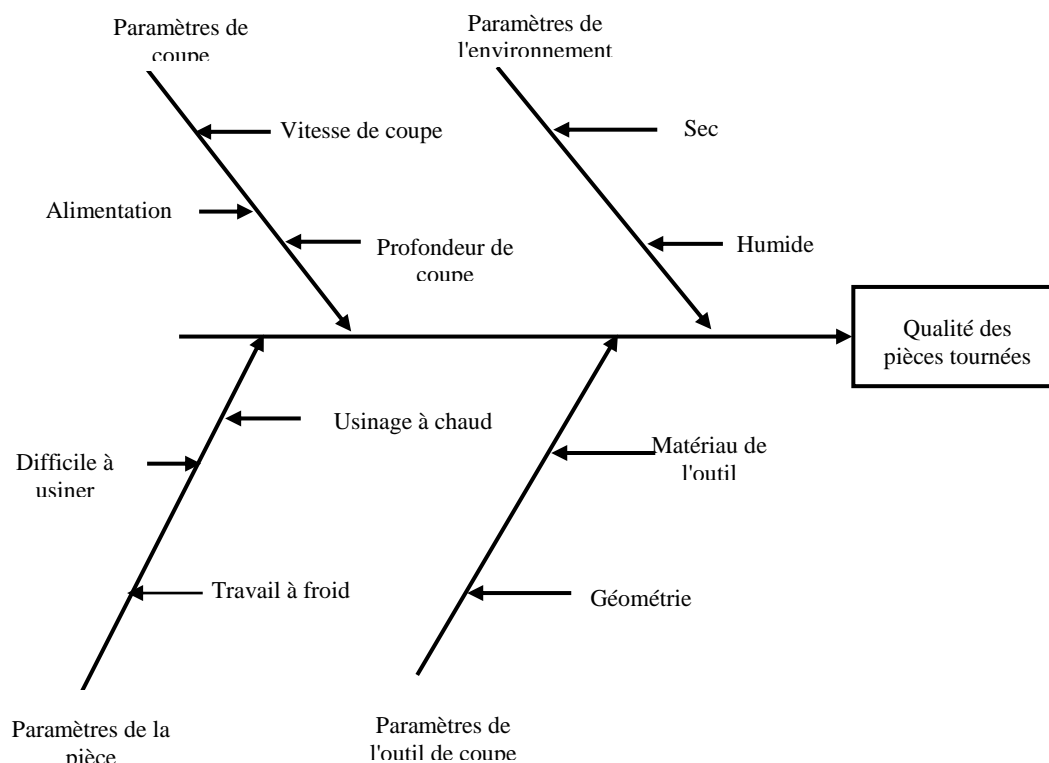 Paramètres de
coupe
Paramètres de
l'environnement
Vitesse de coupe
Sec
Alimentation
Profondeur de
coupe
Humide
Qualité des
pièces tournées
Usinage à chaud
Difficile à
usiner
Matériau de
l'outil
Travail à froid
Géométrie
Paramètres de la
pièce
Paramètres de
l'outil de coupe